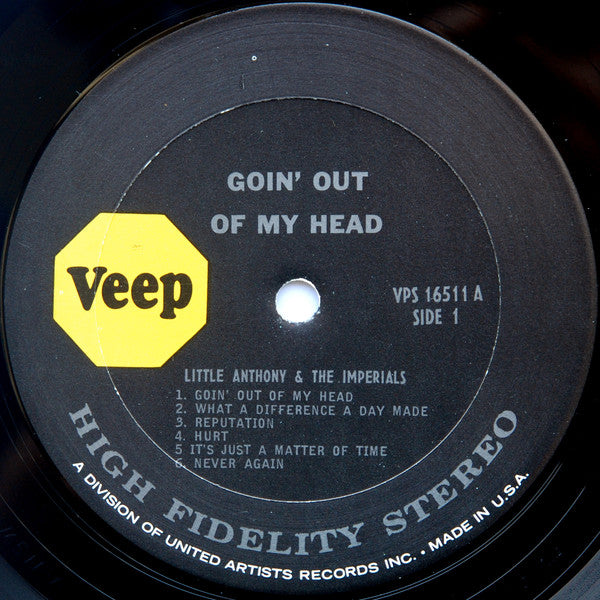 GOIN' OUT
OF MY HEAD
Veep
VPS 16511 A
SIDE 1
LITTLE ANTHONY & THE IMPERIALS
1. GOIN' OUT OF MY HEAD
2. WHAT A DIFFERENCE A DAY MADE
3. REPUTATION
4. HURT
5 IT'S JUST A MATTER OF TIME
6. NEVER AGAIN
HIGH FIDELITY STEREO
A DIVISION OF UNITED ARTISTS RECORDS INC. • MADE IN U.S.A.